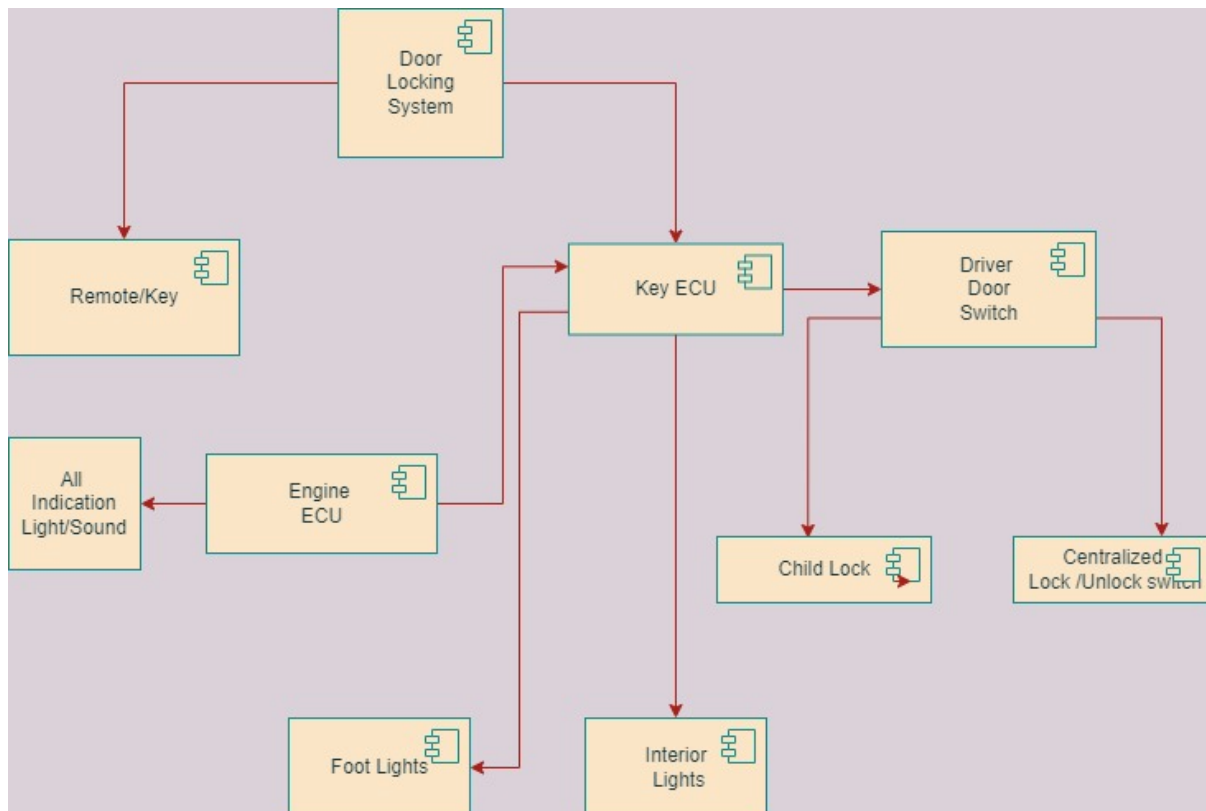 Door
Locking
System
Remote/Key
Key ECU
Driver
Door
Switch
All
Indication
Light/Sound
Engine
ECU
Child Lock
Centralized
Lock /Unlock switch
Foot Lights
Interior
Lights